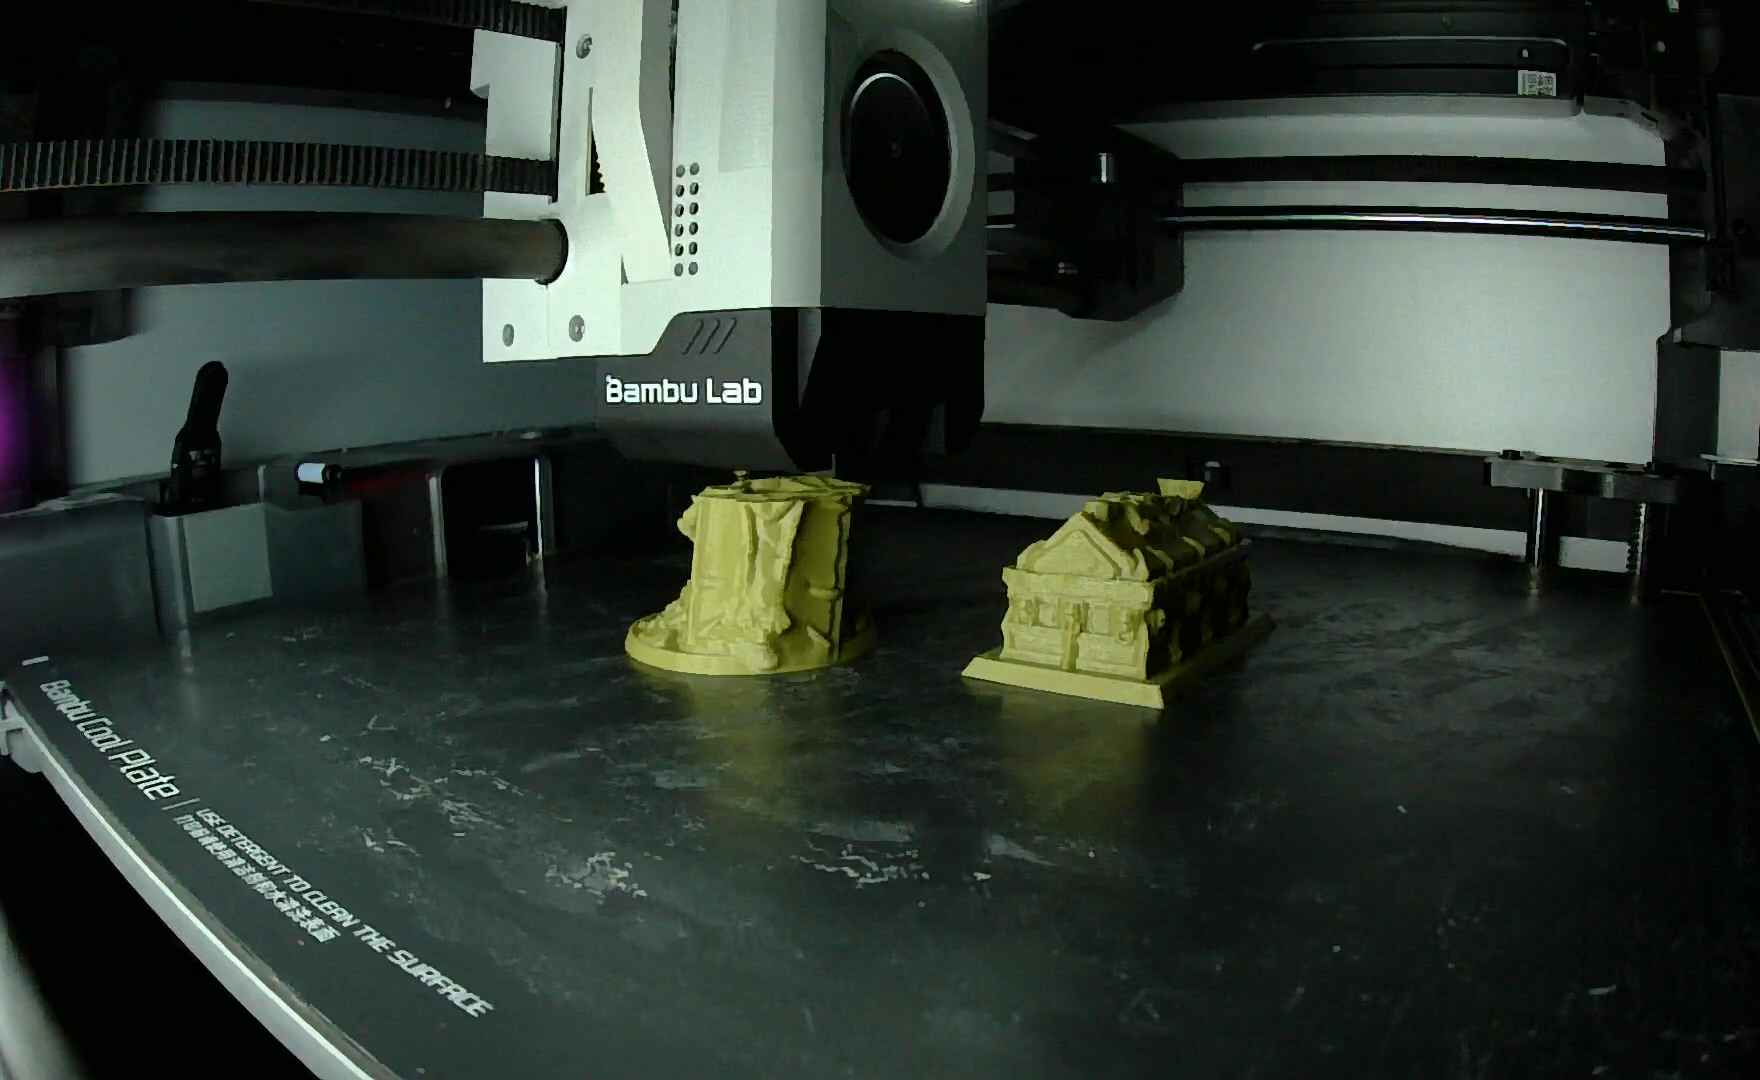 Bambu Lab
Bambu Cool Plate
USE DETERGENT TO CLEAN THE SURFACE